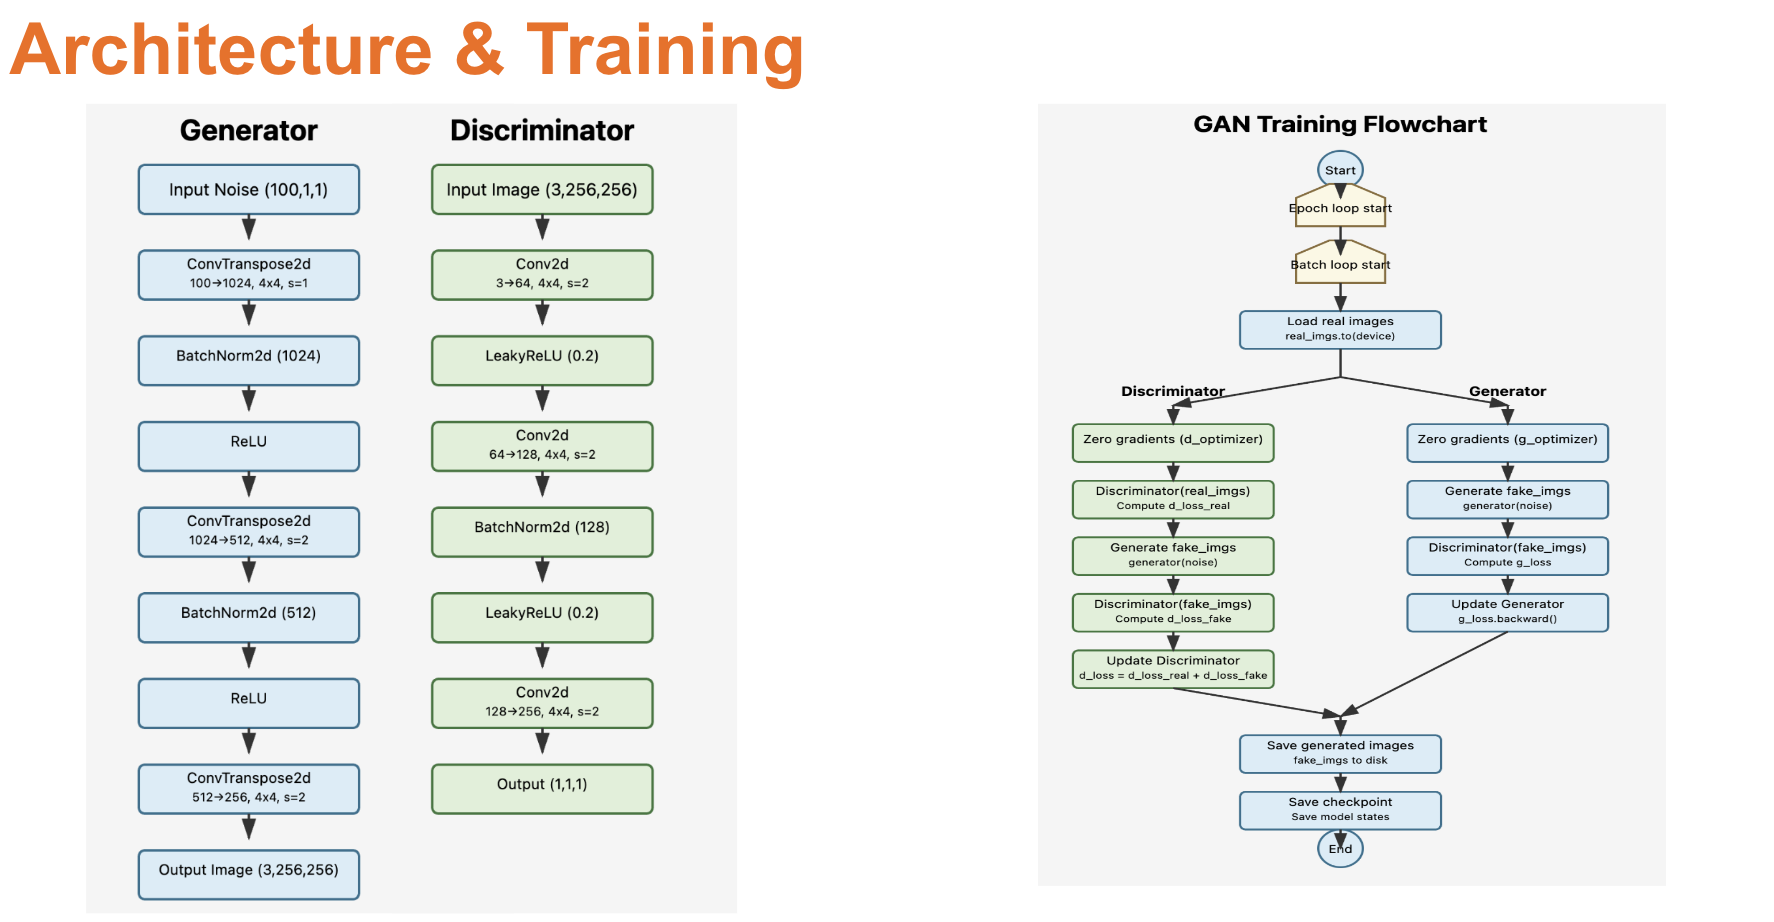 Architecture & Training
Generator
Input Noise (100,1,1)
ConvTranspose2d
100→1024, 4x4, s=1
BatchNorm2d (1024)
ReLU
ConvTranspose2d
1024→512, 4x4, s=2
BatchNorm2d (512)
ReLU
ConvTranspose2d
512→256, 4x4, s=2
Output Image (3,256,256)
Discriminator
Input Image (3,256,256)
Conv2d
3→64, 4x4, s=2
LeakyReLU (0.2)
Conv2d
64→128, 4x4, s=2
BatchNorm2d (128)
LeakyReLU (0.2)
Conv2d
128→256, 4x4, s=2
Output (1,1,1)
GAN Training Flowchart
Start
Epoch loop start
Batch loop start
Load real images
real_imgs.to(device)
Discriminator
Zero gradients (d_optimizer)
Discriminator(real_imgs)
Compute d_loss_real
Generate fake_imgs
generator(noise)
Discriminator(fake_imgs)
Compute d_loss_fake
Update Discriminator
d_loss = d_loss_real + d_loss_fake
Generator
Zero gradients (g_optimizer)
Generate fake_imgs
generator(noise)
Discriminator(fake_imgs)
Compute g_loss
Update Generator
g_loss.backward()
Save generated images
fake_imgs to disk
Save checkpoint
Save model states
End